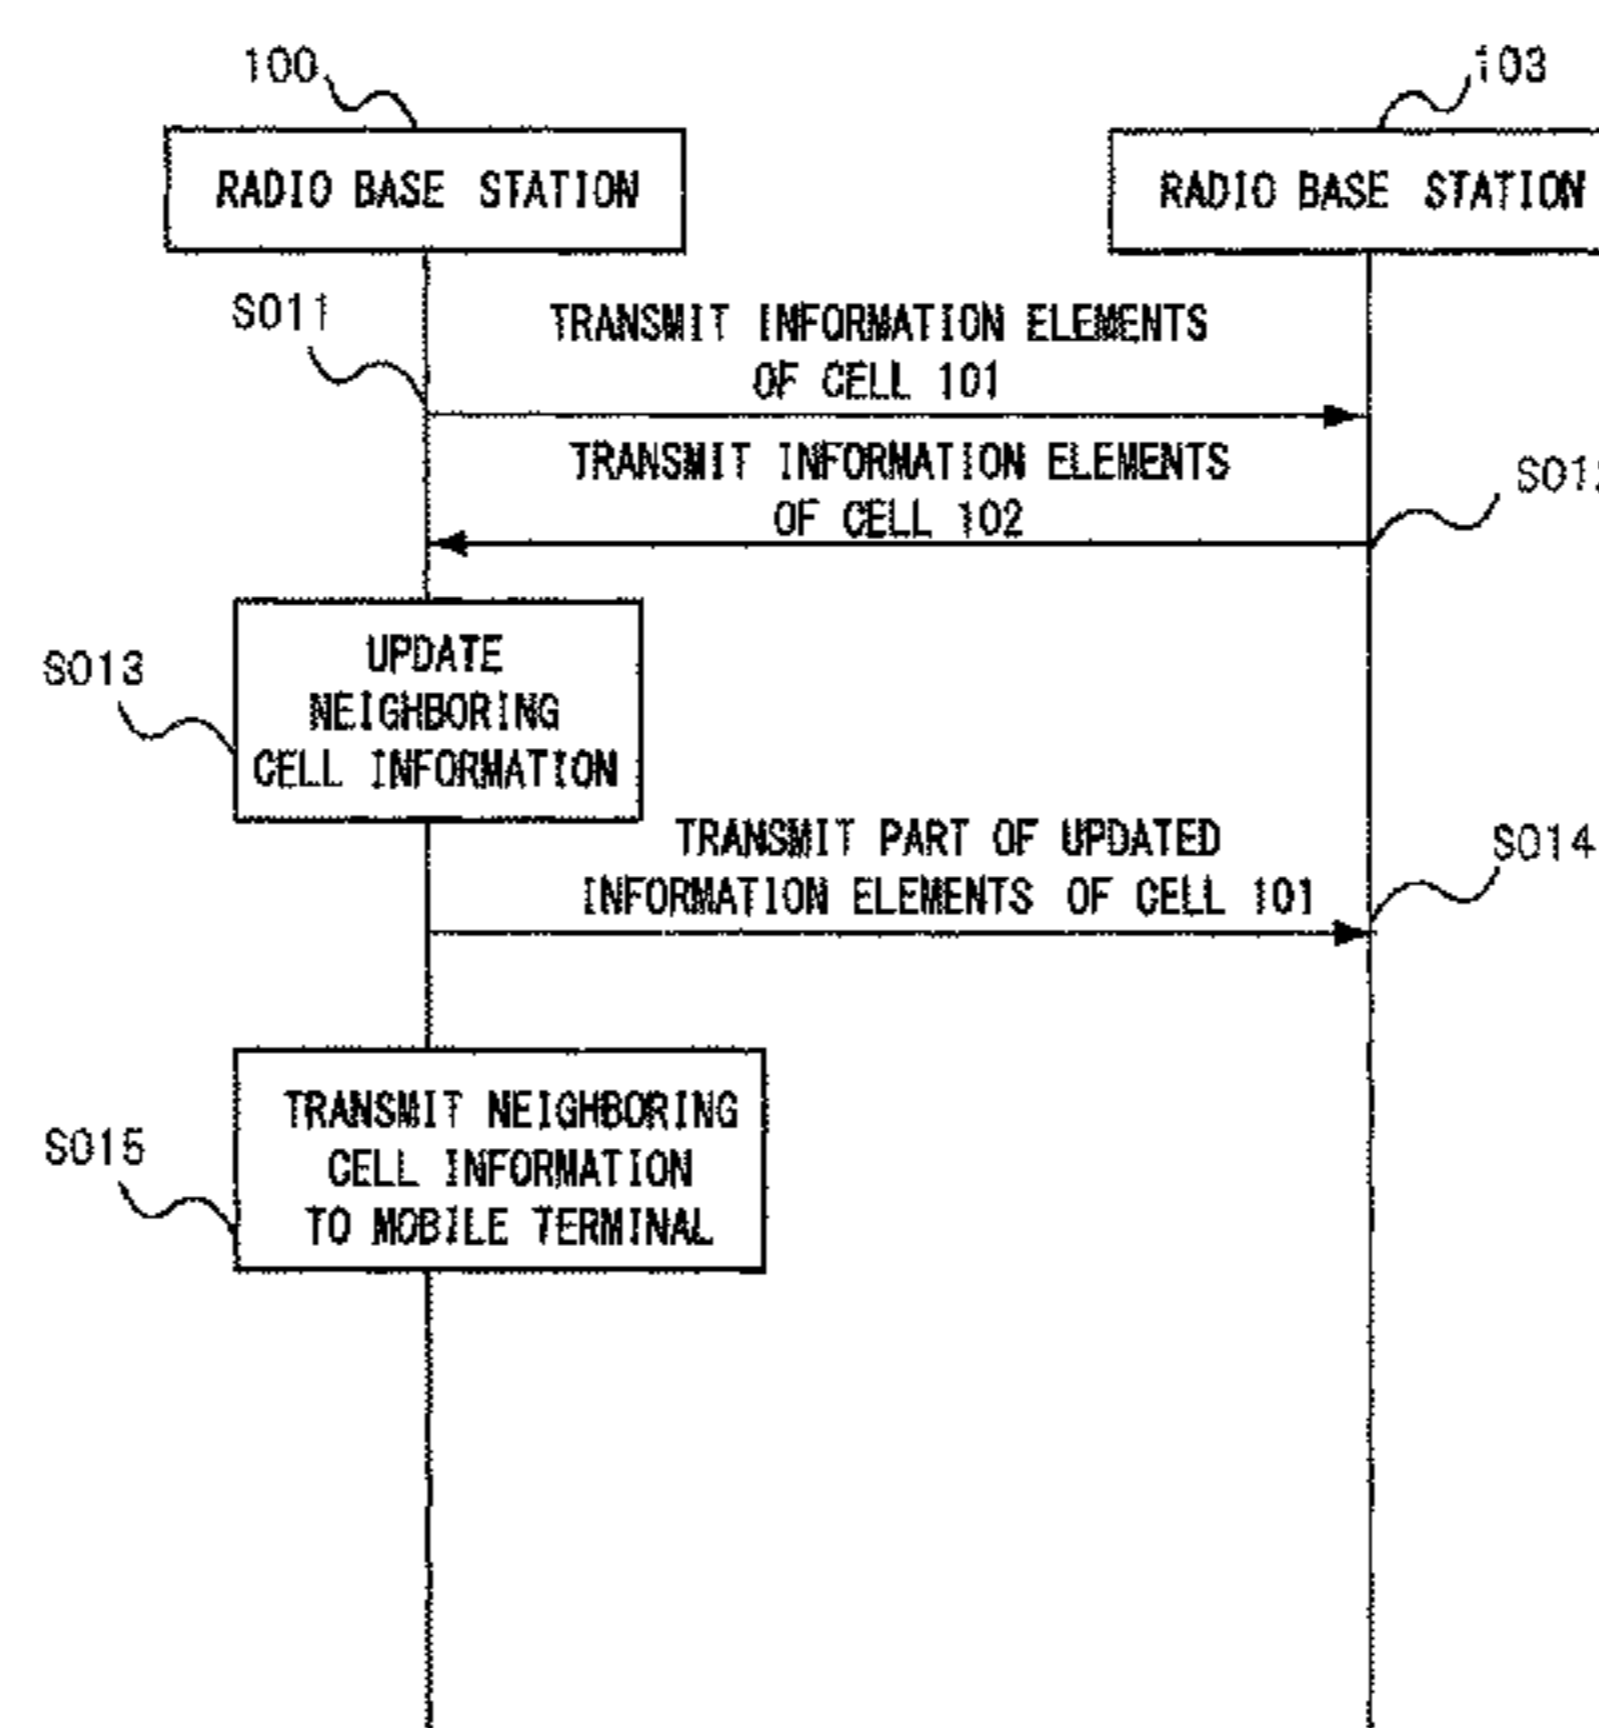 100
103
RADIO BASE STATION
RADIO BASE STATION
S011
TRANSMIT INFORMATION ELEMENTS
OF CELL 101
TRANSMIT INFORMATION ELEMENTS
OF CELL 102
S012
UPDATE
NEIGHBORING
CELL INFORMATION
S013
TRANSMIT PART OF UPDATED
INFORMATION ELEMENTS OF CELL 101
S014
TRANSMIT NEIGHBORING
CELL INFORMATION
TO MOBILE TERMINAL
S015